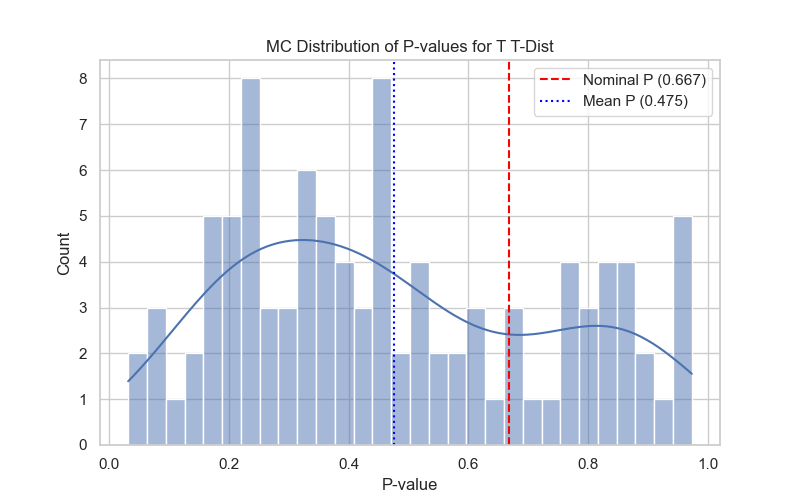 MC Distribution of P-values for T T-Dist
Nominal P (0.667)
Mean P (0.475)
Count
8
7
6
5
4
3
2
1
0
0.0 0.2 0.4 0.6 0.8 1.0
P-value